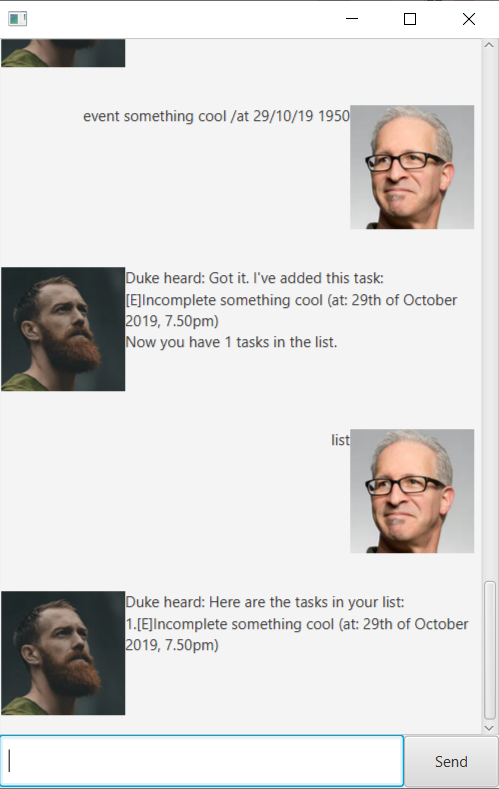 event something cool /at 29/10/19 1950
Duke heard: Got it. I've added this task:
[E]Incomplete something cool (at: 29th of October
2019, 7.50pm)
Now you have 1 tasks in the list.
list
Duke heard: Here are the tasks in your list:
1.[E]Incomplete something cool (at: 29th of October
2019, 7.50pm)
Send